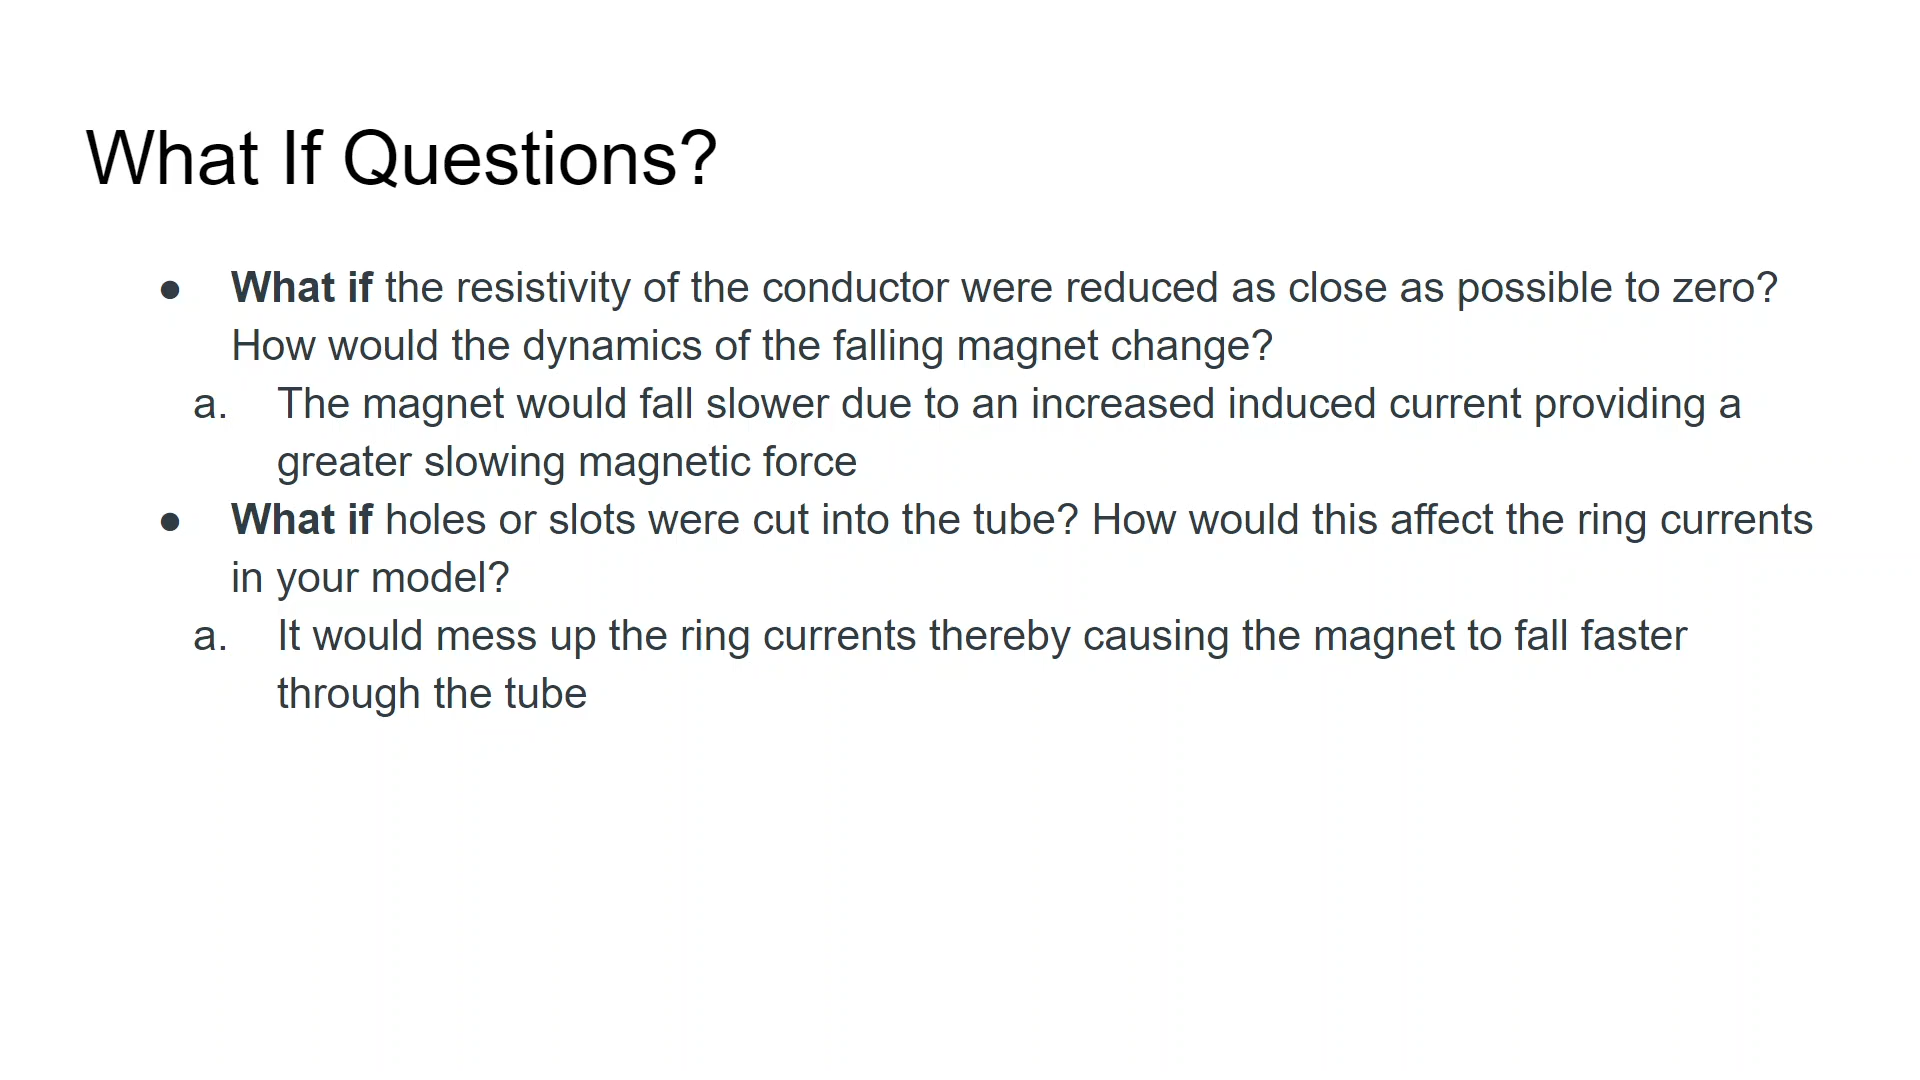 What If Questions?
● What if the resistivity of the conductor were reduced as close as possible to zero?
How would the dynamics of the falling magnet change?
a. The magnet would fall slower due to an increased induced current providing a
greater slowing magnetic force
● What if holes or slots were cut into the tube? How would this affect the ring currents
in your model?
a. It would mess up the ring currents thereby causing the magnet to fall faster
through the tube